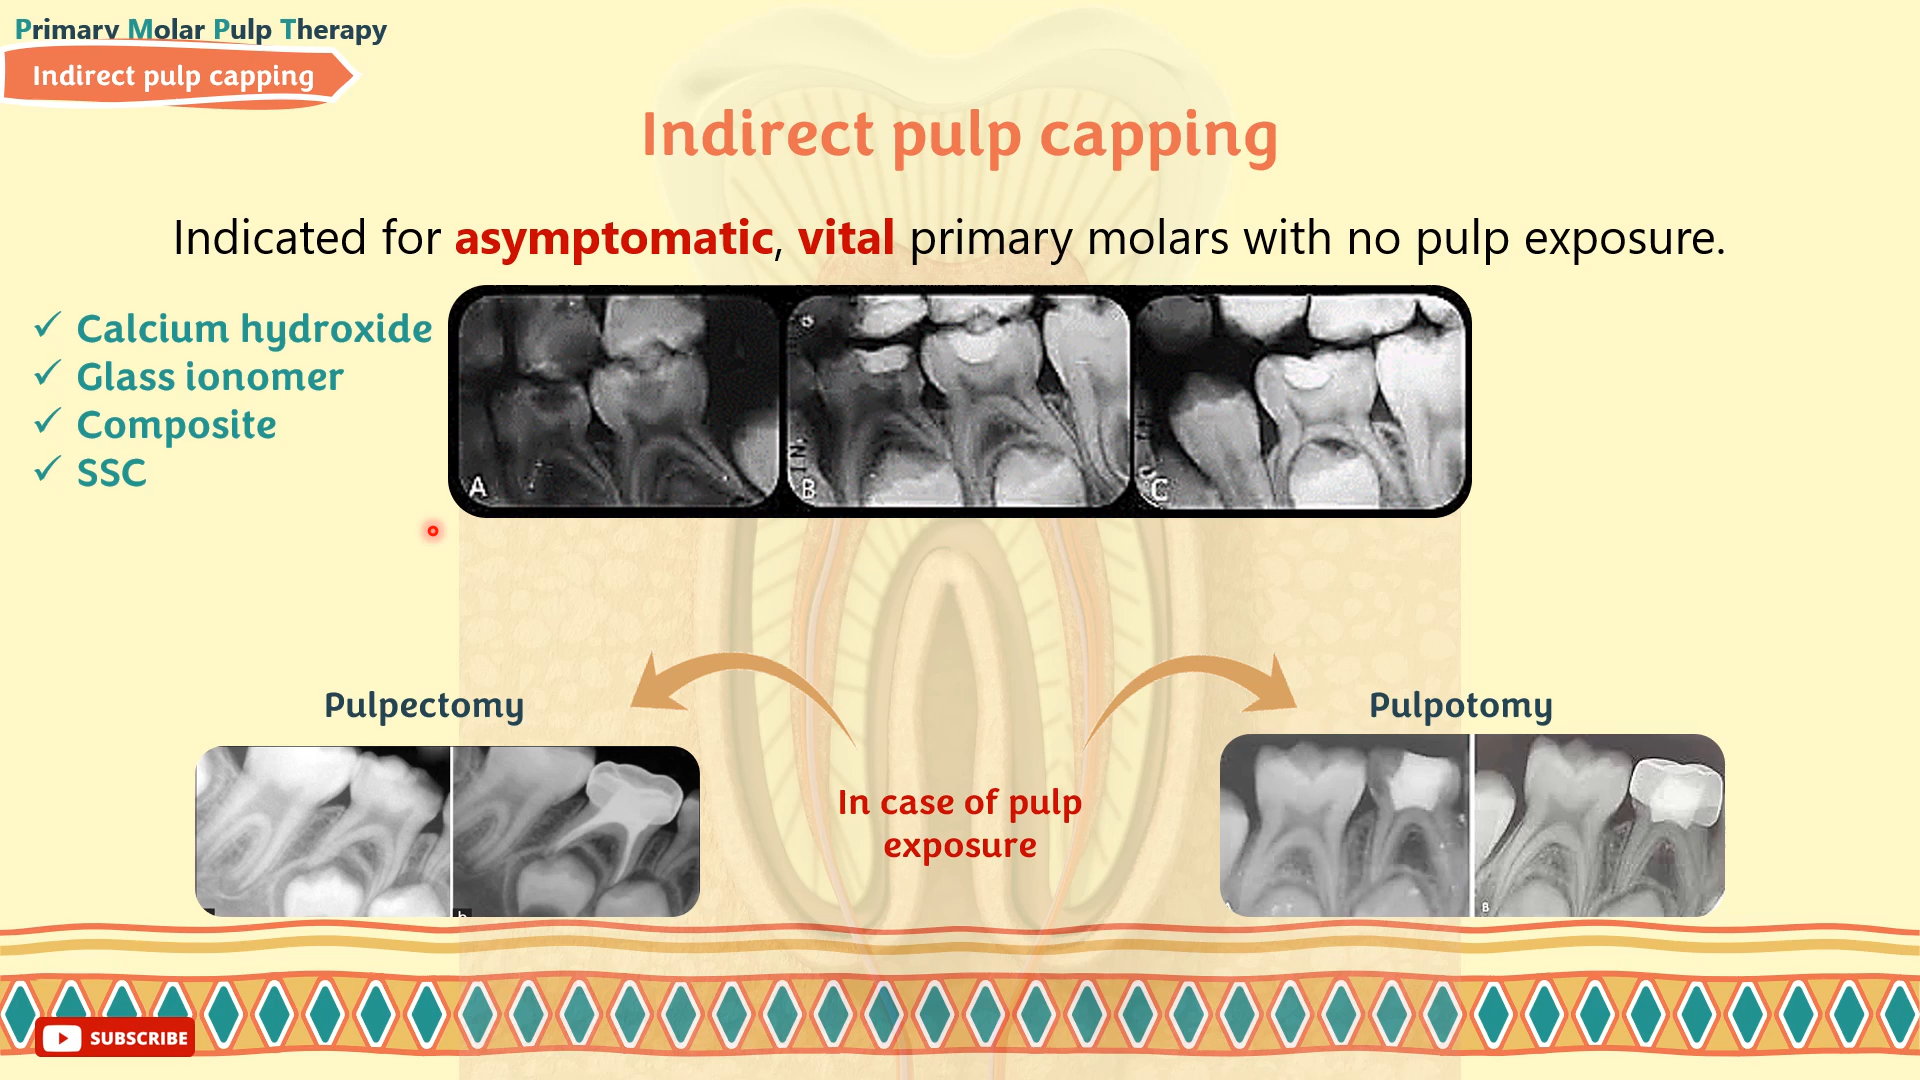 Primary Molar Pulp Therapy
Indirect pulp capping
Indirect pulp capping
Indicated for asymptomatic, vital primary molars with no pulp exposure.
✓ Calcium hydroxide
✓ Glass ionomer
✓ Composite
✓ SSC
A
B
C
Pulpectomy
Pulpotomy
In case of pulp
exposure
b
B
SUBSCRIBE